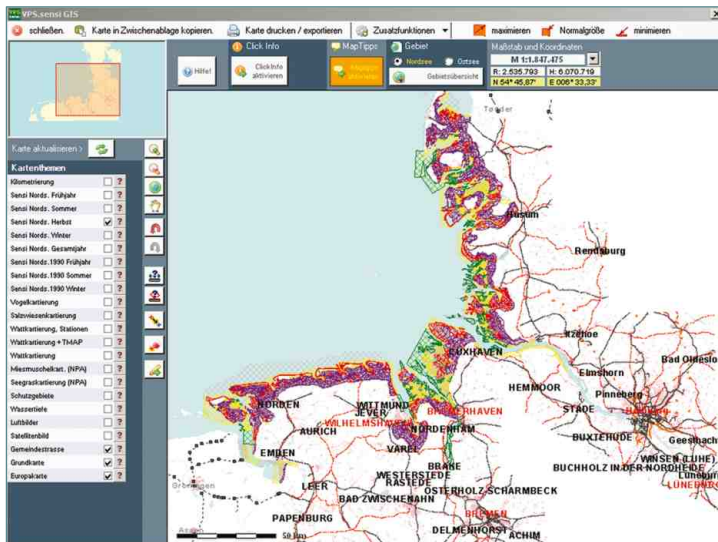 VPS.sensi GIS
schließen.
Karte in Zwischenablage kopieren.
Karte drucken / exportieren
Zusatzfunktionen
maximieren
Normalgröße
minimieren
Hilfe!
Click Info
ClickInfo aktivieren
MapTipps
Gebiet
Nordsee
Ostsee
Gebietsübersicht
Maßstab und Koordinaten
M 1:1.847.475
R: 2.535.793
H: 6.070.719
N 54° 45,87'
E 006° 33,33'
Karte aktualisieren >
Kartenthemen
Kilometrierung ?
Sensi Nords. Frühjahr ?
Sensi Nords. Sommer ?
Sensi Nords. Herbst ?
Sensi Nords. Winter ?
Sensi Nords. Gesamtjahr ?
Sensi Nords.1990 Frühjahr ?
Sensi Nords.1990 Sommer ?
Sensi Nords.1990 Winter ?
Vogelkartierung ?
Salzwiesenkartierung ?
Wattkartierung, Stationen ?
Wattkartierung + TMAP ?
Wattkartierung ?
Miesmuschelkart. (NPA) ?
Seegraskartierung (NPA) ?
Schutzgebiete ?
Wassertiefe ?
Luftbilder ?
Satellitenbild ?
Gemeindestrasse ?
Grundkarte ?
Europakarte ?
Tønder
Husum
Rendsburg
Itzehoe
CUXHAVEN
Bad Oldeslo
Elmshorn
HEMMOOR
Pinneberg
STADE
Hamburg
NORDEN
WITTMUND
JEVER
BREMERHAVEN
WILHELMSHAVEN
AURICH
NORDENHAM
BUXTEHUDE
Geesthach
VAREL
WINSEN (LUHE)
EMDEN
BRAKE
BUCHHOLZ IN DER NORDHEIDE
Lüneburg
WESTERSTEDE
RASTEDE
LÜNEBURG
Groningen
LEER
OSTERHOLZ-SCHARMBECK
BAD ZWISCHENAHN
PAPENBURG
BREMEN
Assen
50 km
DELMENHORST
ACHIM